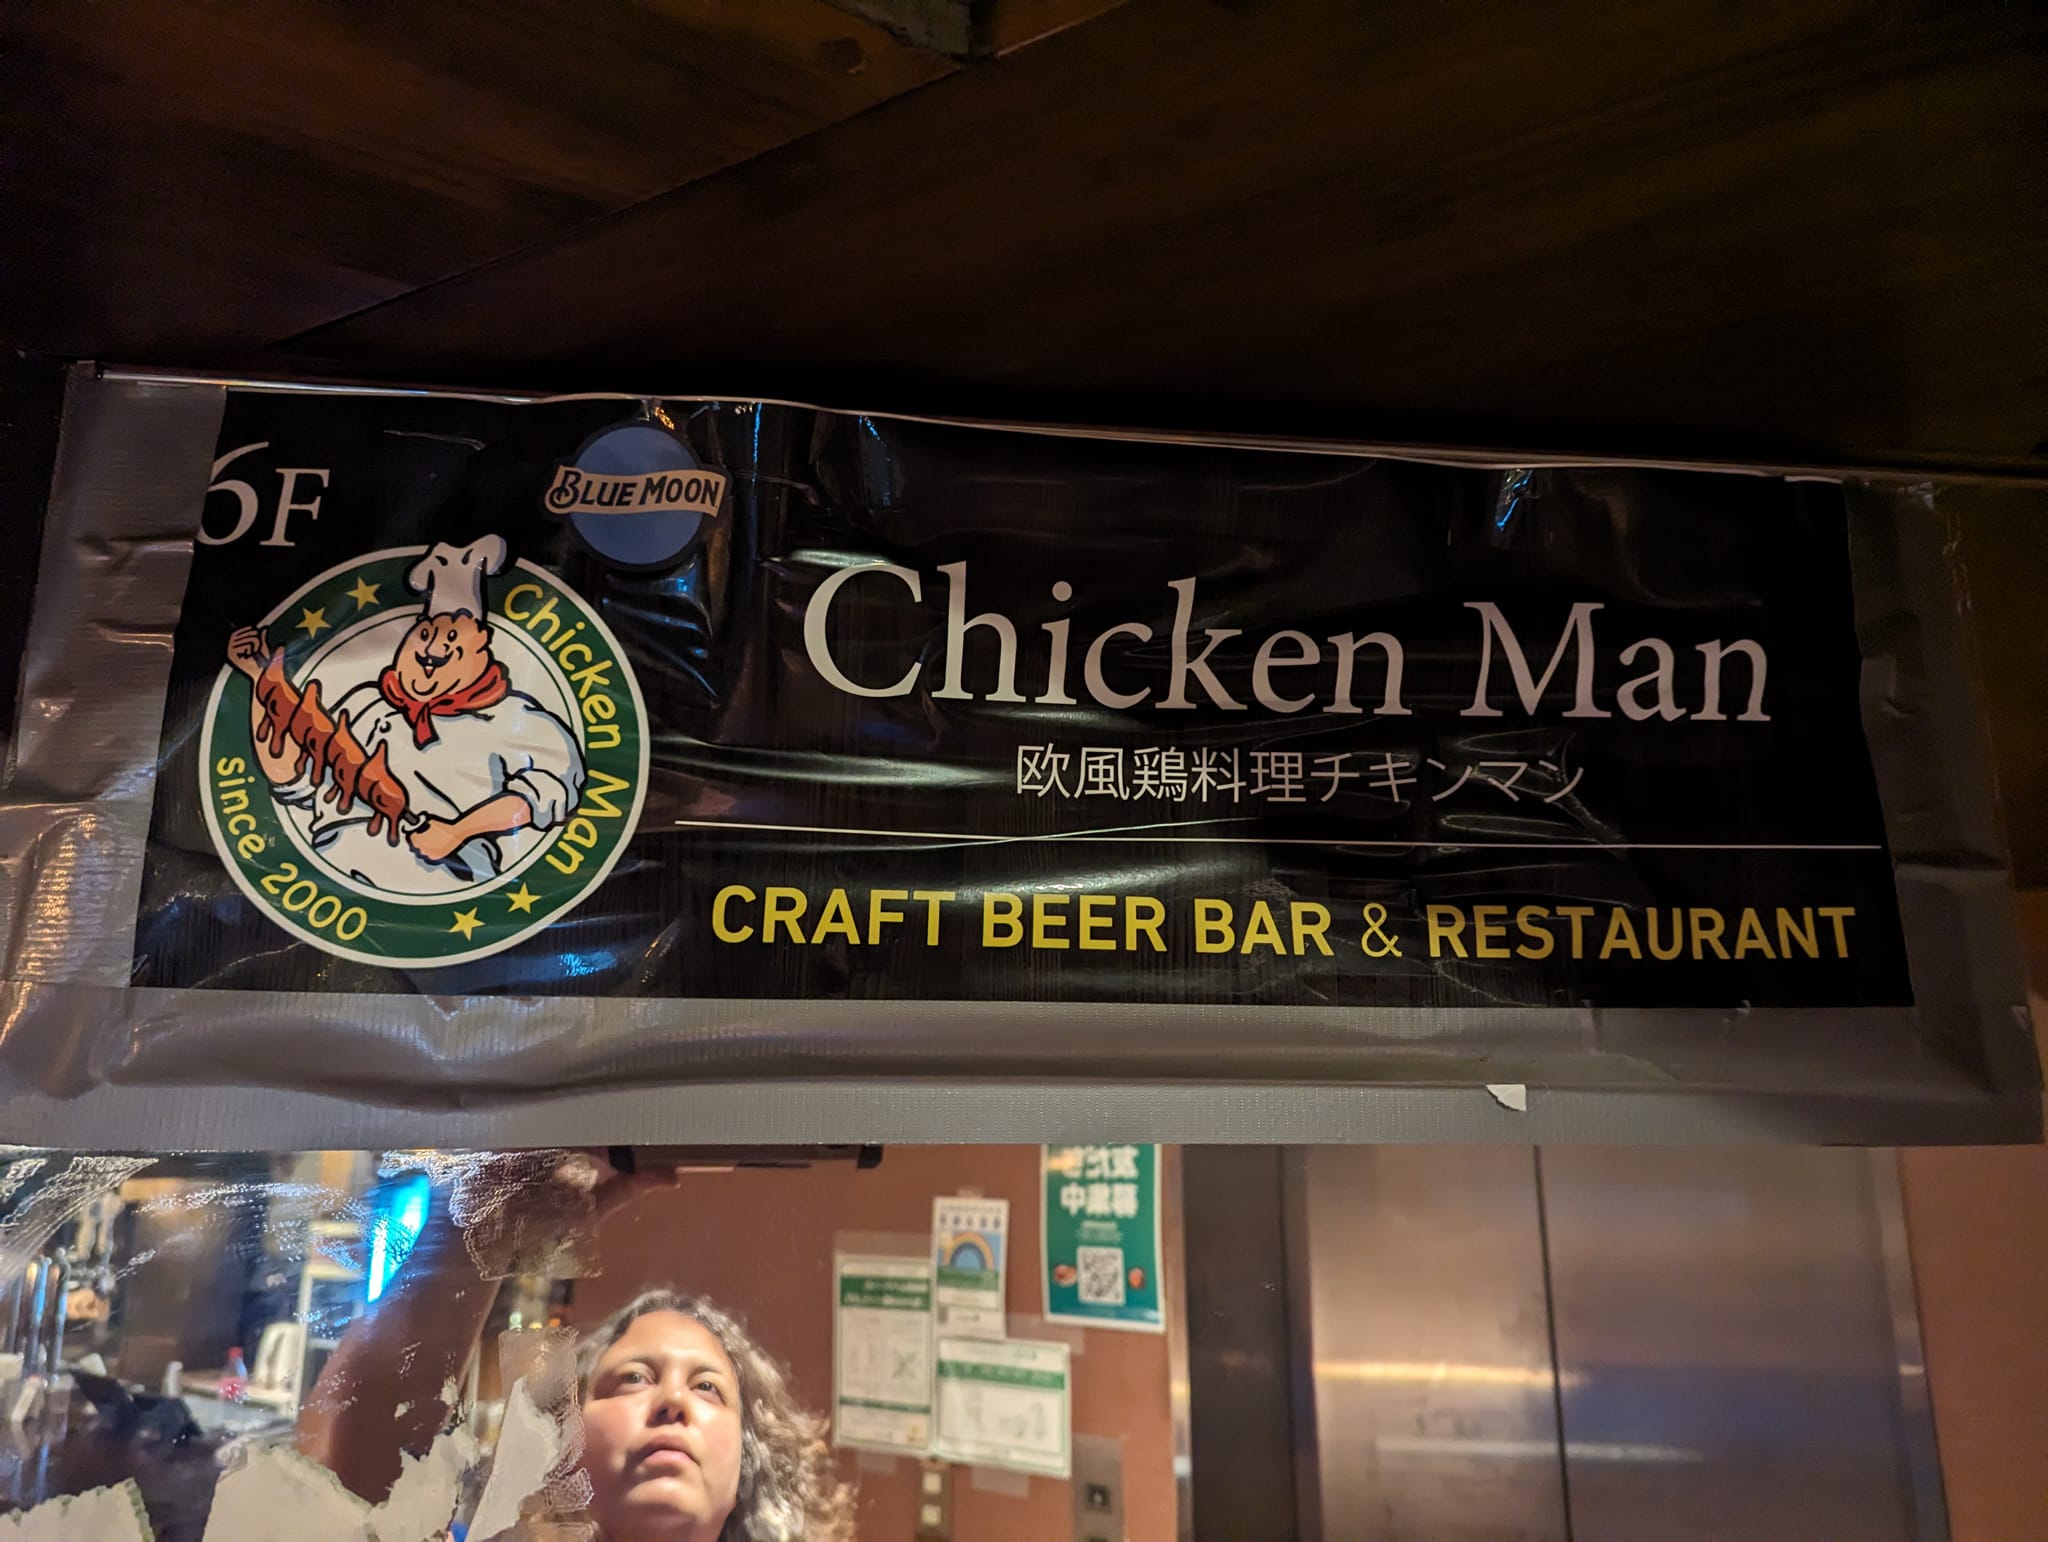 6F
BLUE MOON
Chicken Man
since 2000
Chicken Man
欧風鶏料理チキンマン
CRAFT BEER BAR & RESTAURANT